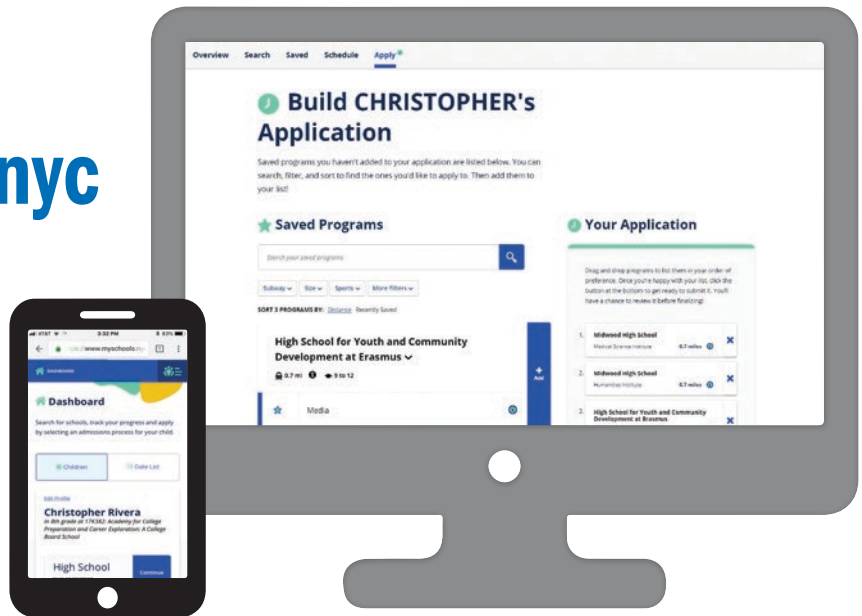 nyc
Overview Search Saved Schedule Apply
Build CHRISTOPHER's
Application
Saved programs you haven't added to your application are listed below. You can
search, filter, and sort to find the ones you'd like to apply to. Then add them to
your list!
Saved Programs
Search your saved programs
Subway Size Sports More Filters
SORT 3 PROGRAMS BY: Distance Recently Saved
High School for Youth and Community
Development at Erasmus
0.7 mi 9 to 12
Add
Media
Your Application
Drag and drop programs to list them in your order of
preference. Once you're happy with your list, click the
button at the bottom to get ready to submit it. You'll
have a chance to review it before finalizing!
1. Midwood High School
Medical Science Institute 0.7 miles
2. Midwood High School
Humanities Institute 0.7 miles
3. High School for Youth and Community
Development at Erasmus
AT&T 3:32 PM 83%
www.myschools.ny
DASHBOARD
Dashboard
Search for schools, track your progress and apply
by selecting an admissions process for your child.
Children Date List
Edit Profile
Christopher Rivera
in 8th grade at 17K382: Academy for College
Preparation and Career Exploration: A College
Board School
High School
Continue